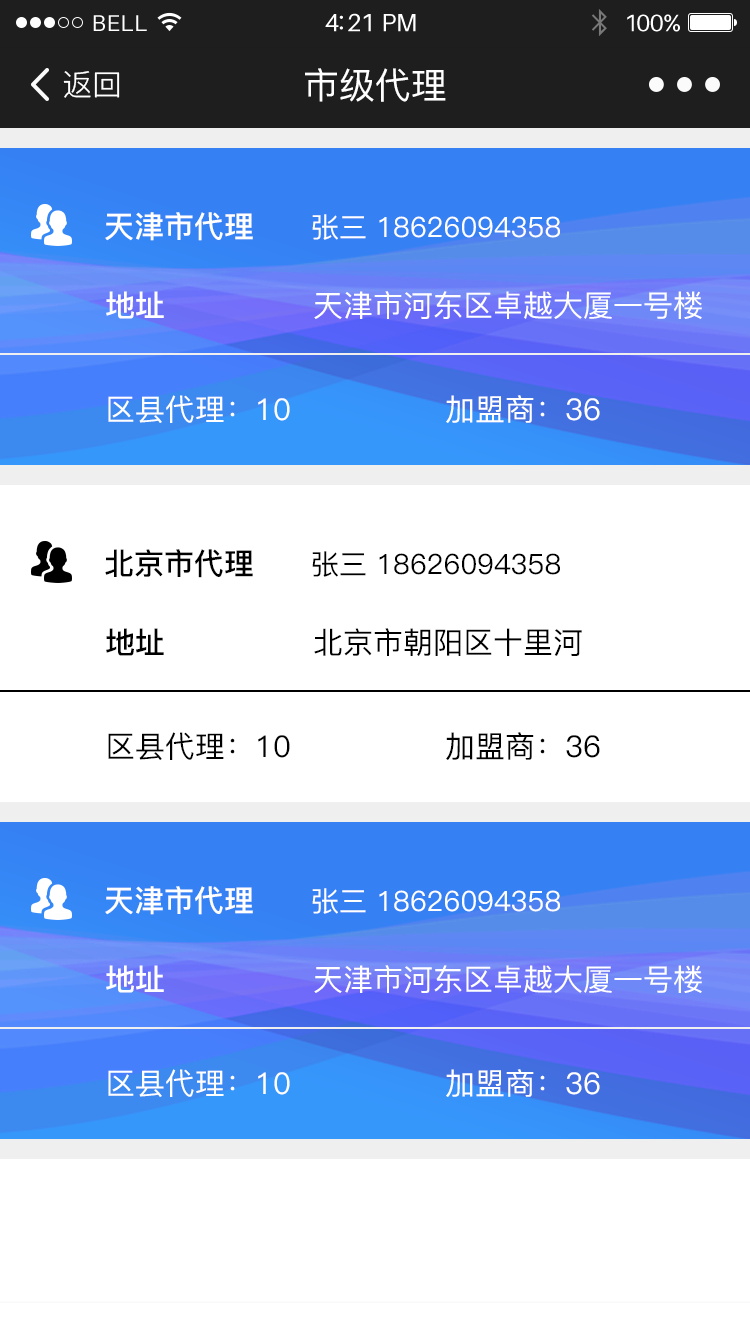 BELL 4:21 PM 100%
返回 市级代理
天津市代理 张三 18626094358
地址 天津市河东区卓越大厦一号楼
区县代理：10 加盟商：36
北京市代理 张三 18626094358
地址 北京市朝阳区十里河
区县代理：10 加盟商：36
天津市代理 张三 18626094358
地址 天津市河东区卓越大厦一号楼
区县代理：10 加盟商：36